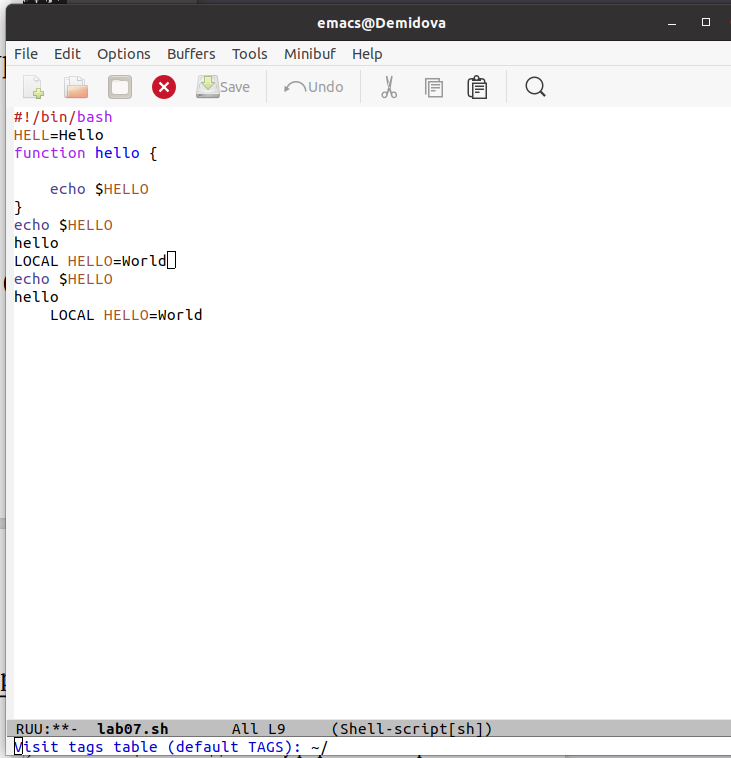 emacs@Demidova
File Edit Options Buffers Tools Minibuf Help
Save Undo
#!/bin/bash
HELL=Hello
function hello {
echo $HELLO
}
echo $HELLO
hello
LOCAL HELLO=World
echo $HELLO
hello
LOCAL HELLO=World
RUU:**- lab07.sh All L9 (Shell-script[sh])
Visit tags table (default TAGS): ~/